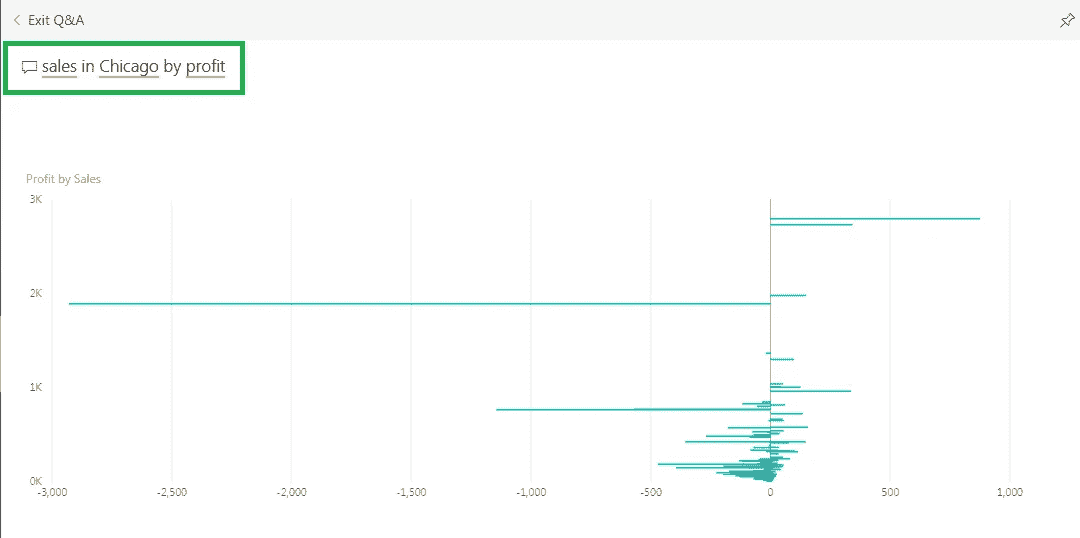 Exit Q&A
sales in Chicago by profit
Profit by Sales
3K
2K
1K
0K
-3,000 -2,500 -2,000 -1,500 -1,000 -500 0 500 1,000